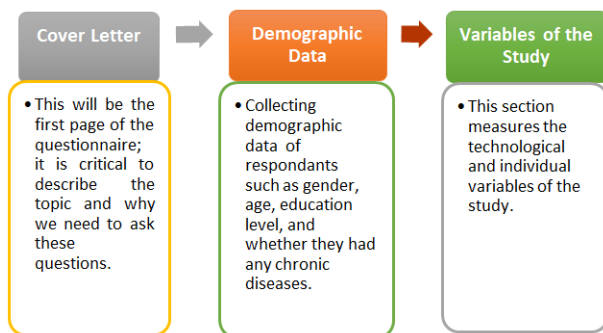 Cover Letter
• This will be the
first page of the
questionnaire;
it is critical to
describe the
topic and why
we need to ask
these
questions.
Demographic
Data
• Collecting
demographic
data of
respondants
such as gender,
age, education
level, and
whether they had
any chronic
diseases.
Variables of the
Study
• This section
measures the
technological
and individual
variables of the
study.